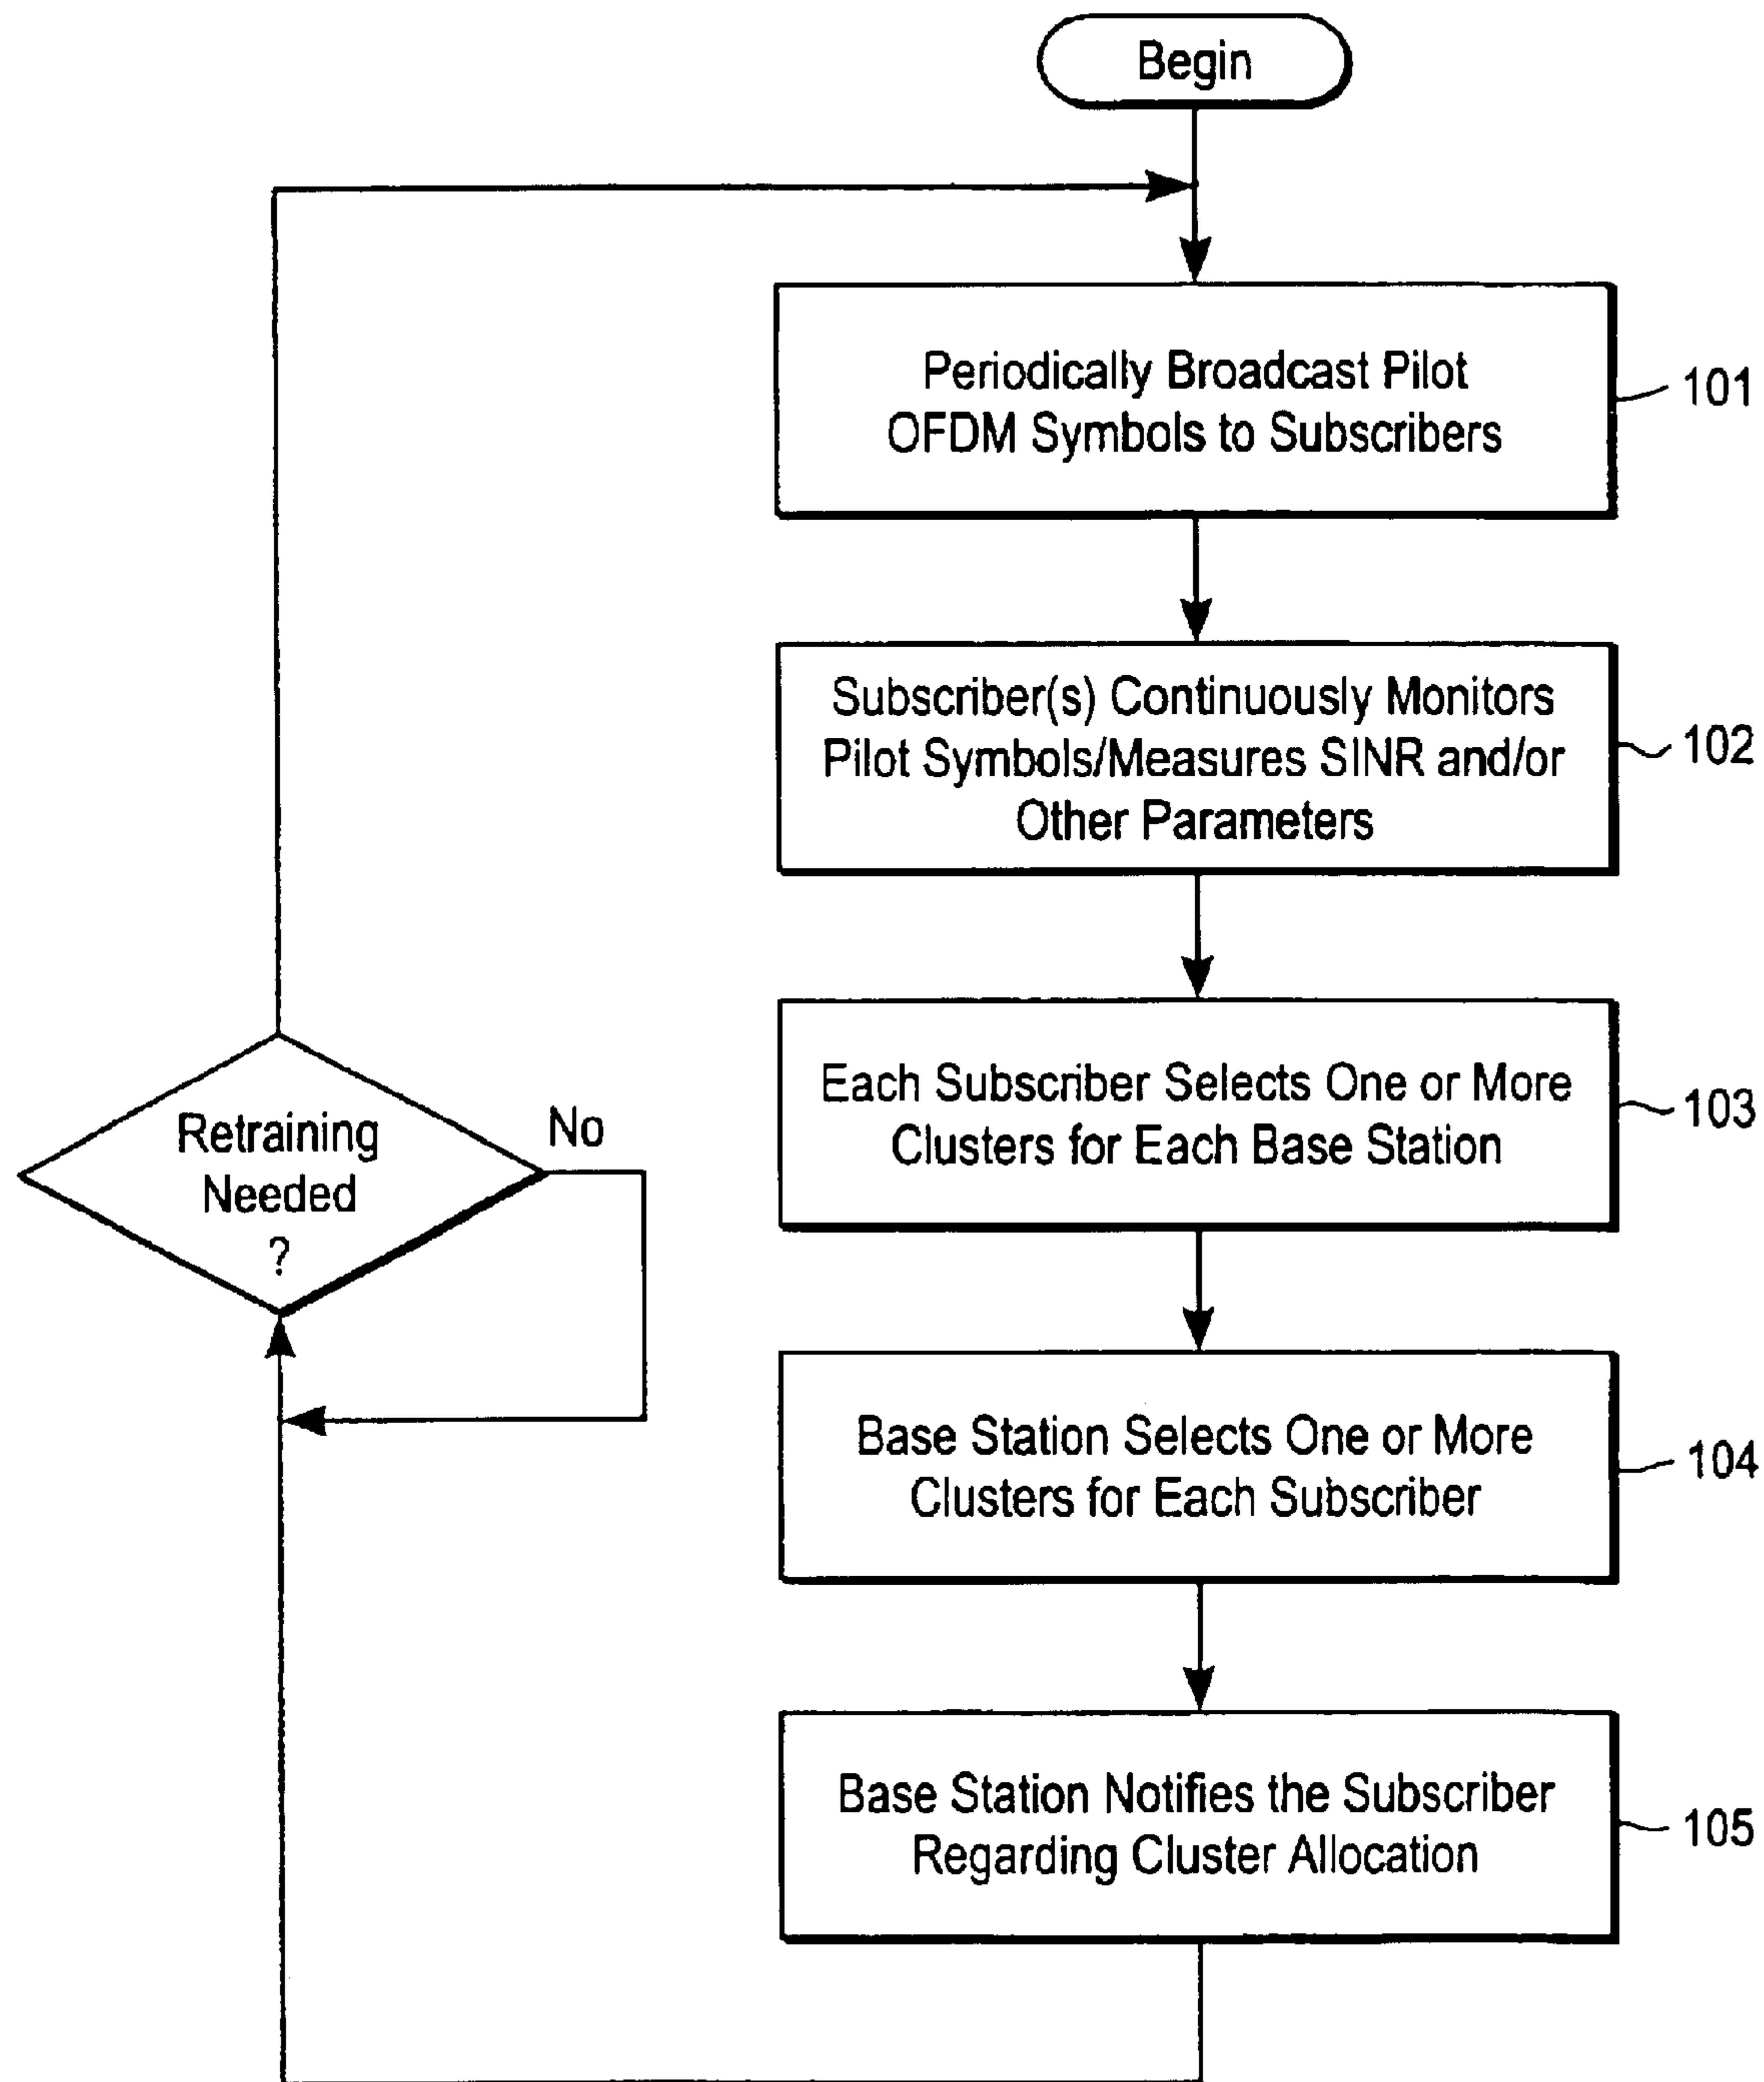 Begin
Periodically Broadcast Pilot
OFDM Symbols to Subscribers
101
Subscriber(s) Continuously Monitors
Pilot Symbols/Measures SINR and/or
Other Parameters
102
Each Subscriber Selects One or More
Clusters for Each Base Station
103
Retraining
Needed
?
No
Base Station Selects One or More
Clusters for Each Subscriber
104
Base Station Notifies the Subscriber
Regarding Cluster Allocation
105